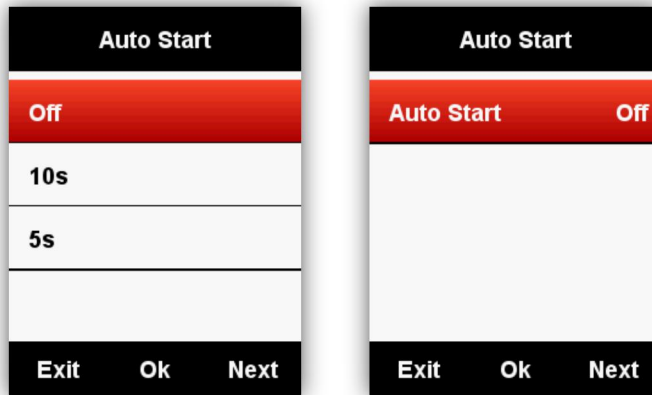 Auto Start
Off
10s
5s
Exit Ok Next
Auto Start
Auto Start Off
Exit Ok Next